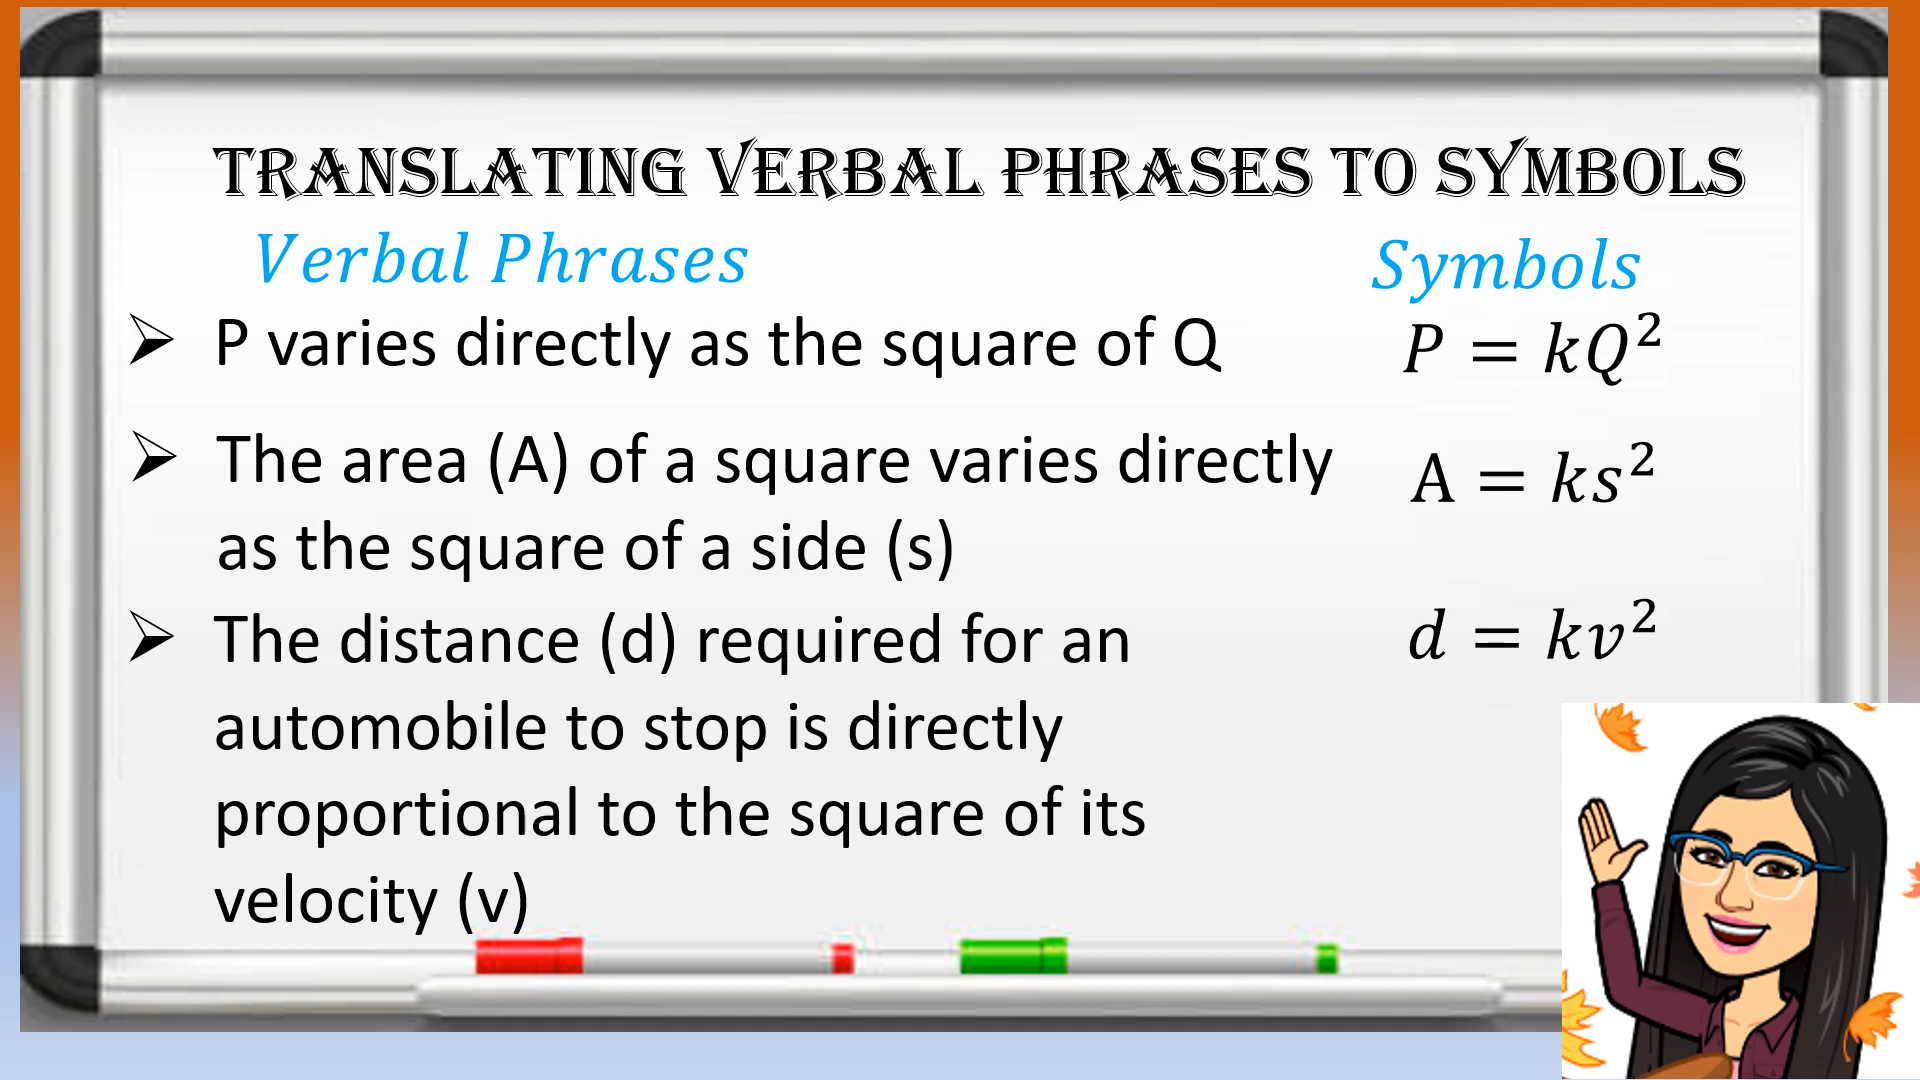 TRANSLATING VERBAL PHRASES TO SYMBOLS
Verbal Phrases
Symbols
➢ P varies directly as the square of Q
P = kQ²
➢ The area (A) of a square varies directly
as the square of a side (s)
A = ks²
➢ The distance (d) required for an
automobile to stop is directly
proportional to the square of its
velocity (v)
d = kv²